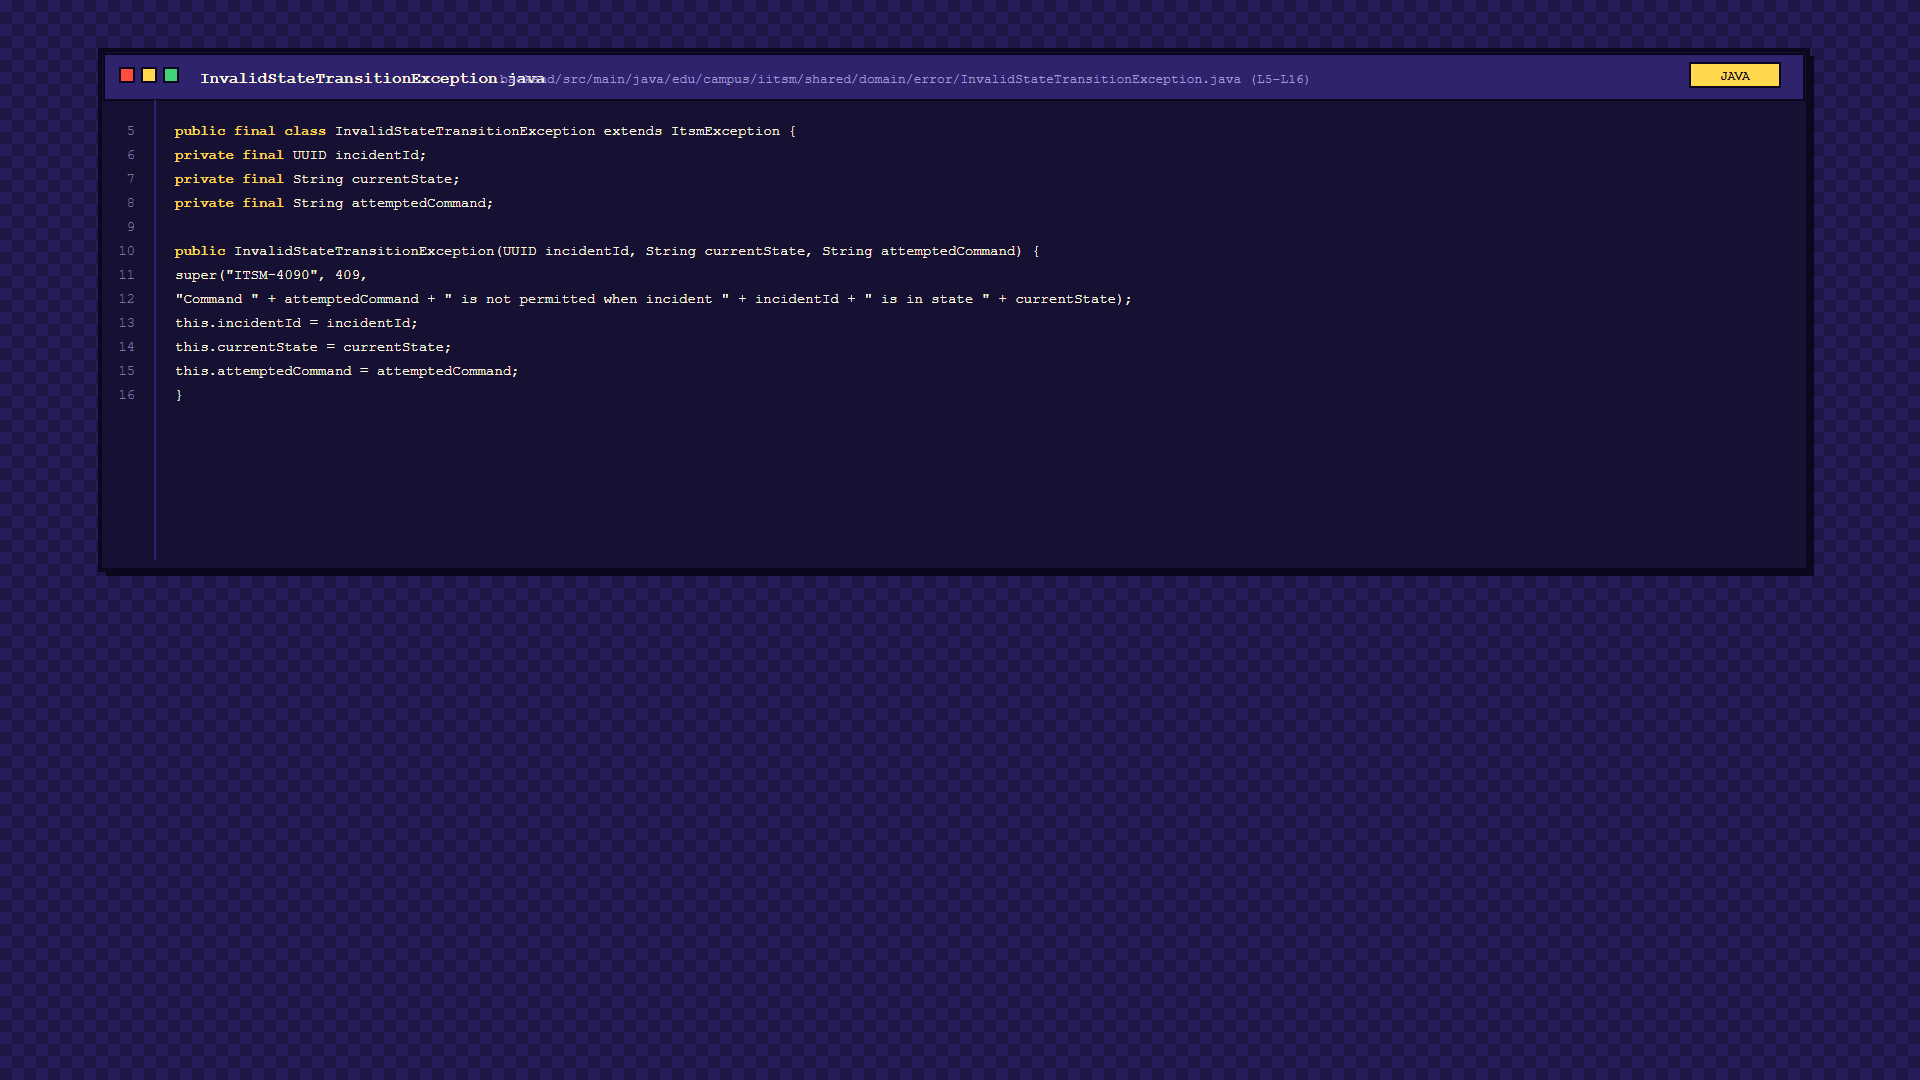 InvalidStateTransitionException.java
backend/src/main/java/edu/campus/iitsm/shared/domain/error/InvalidStateTransitionException.java (L5-L16)
JAVA
5 public final class InvalidStateTransitionException extends ItsmException {
6 private final UUID incidentId;
7 private final String currentState;
8 private final String attemptedCommand;
9
10 public InvalidStateTransitionException(UUID incidentId, String currentState, String attemptedCommand) {
11 super("ITSM-4090", 409,
12 "Command " + attemptedCommand + " is not permitted when incident " + incidentId + " is in state " + currentState);
13 this.incidentId = incidentId;
14 this.currentState = currentState;
15 this.attemptedCommand = attemptedCommand;
16 }